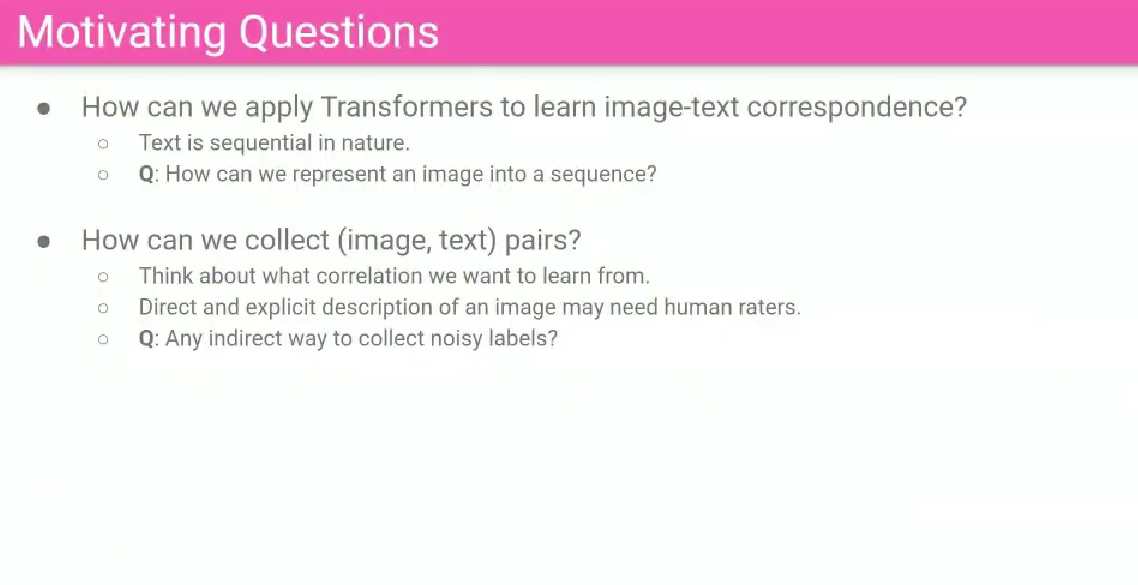 Motivating Questions
● How can we apply Transformers to learn image-text correspondence?
○ Text is sequential in nature.
○ Q: How can we represent an image into a sequence?
● How can we collect (image, text) pairs?
○ Think about what correlation we want to learn from.
○ Direct and explicit description of an image may need human raters.
○ Q: Any indirect way to collect noisy labels?